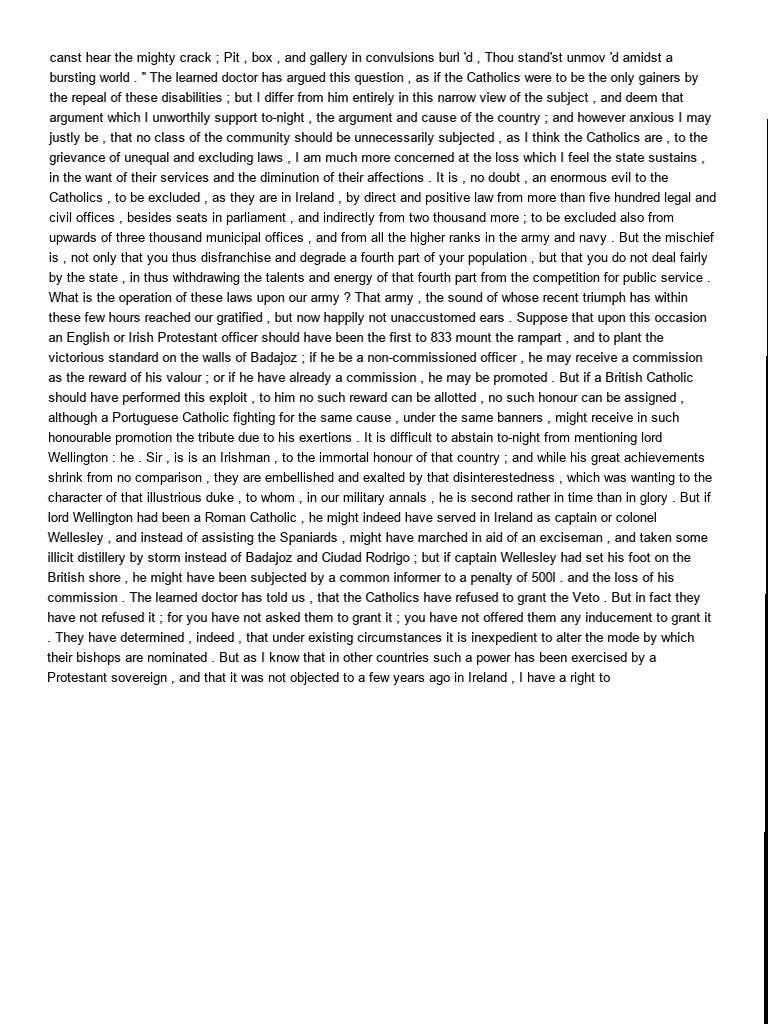 canst hear the mighty crack ; Pit , box , and gallery in convulsions burl 'd , Thou stand'st unmov 'd amidst a
bursting world . " The learned doctor has argued this question , as if the Catholics were to be the only gainers by
the repeal of these disabilities ; but I differ from him entirely in this narrow view of the subject , and deem that
argument which I unworthily support to-night , the argument and cause of the country ; and however anxious I may
justly be , that no class of the community should be unnecessarily subjected , as I think the Catholics are , to the
grievance of unequal and excluding laws , I am much more concerned at the loss which I feel the state sustains ,
in the want of their services and the diminution of their affections . It is , no doubt , an enormous evil to the
Catholics , to be excluded , as they are in Ireland , by direct and positive law from more than five hundred legal and
civil offices , besides seats in parliament , and indirectly from two thousand more ; to be excluded also from
upwards of three thousand municipal offices , and from all the higher ranks in the army and navy . But the mischief
is , not only that you thus disfranchise and degrade a fourth part of your population , but that you do not deal fairly
by the state , in thus withdrawing the talents and energy of that fourth part from the competition for public service .
What is the operation of these laws upon our army ? That army , the sound of whose recent triumph has within
these few hours reached our gratified , but now happily not unaccustomed ears . Suppose that upon this occasion
an English or Irish Protestant officer should have been the first to 833 mount the rampart , and to plant the
victorious standard on the walls of Badajoz ; if he be a non-commissioned officer , he may receive a commission
as the reward of his valour ; or if he have already a commission , he may be promoted . But if a British Catholic
should have performed this exploit , to him no such reward can be allotted , no such honour can be assigned ,
although a Portuguese Catholic fighting for the same cause , under the same banners , might receive in such
honourable promotion the tribute due to his exertions . It is difficult to abstain to-night from mentioning lord
Wellington : he . Sir , is is an Irishman , to the immortal honour of that country ; and while his great achievements
shrink from no comparison , they are embellished and exalted by that disinterestedness , which was wanting to the
character of that illustrious duke , to whom , in our military annals , he is second rather in time than in glory . But if
lord Wellington had been a Roman Catholic , he might indeed have served in Ireland as captain or colonel
Wellesley , and instead of assisting the Spaniards , might have marched in aid of an exciseman , and taken some
illicit distillery by storm instead of Badajoz and Ciudad Rodrigo ; but if captain Wellesley had set his foot on the
British shore , he might have been subjected by a common informer to a penalty of 500l . and the loss of his
commission . The learned doctor has told us , that the Catholics have refused to grant the Veto . But in fact they
have not refused it ; for you have not asked them to grant it ; you have not offered them any inducement to grant it
. They have determined , indeed , that under existing circumstances it is inexpedient to alter the mode by which
their bishops are nominated . But as I know that in other countries such a power has been exercised by a
Protestant sovereign , and that it was not objected to a few years ago in Ireland , I have a right to